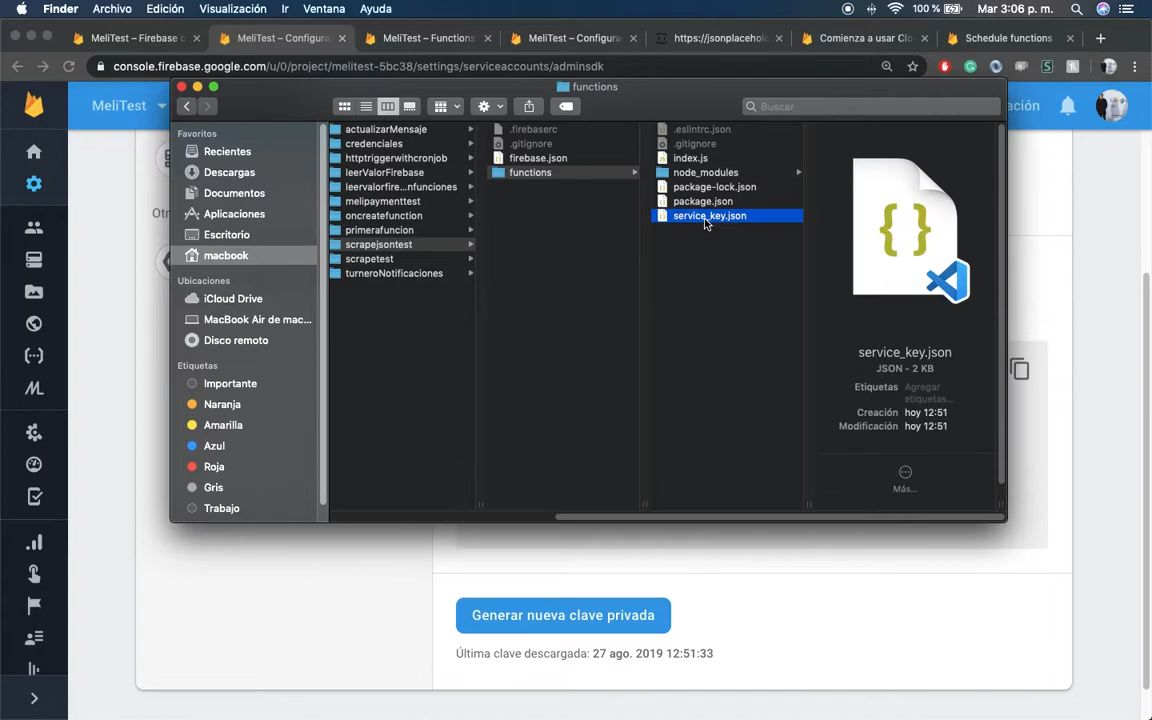 Finder Archivo Edición Visualización Ir Ventana Ayuda 100 % Mar 3:06 p. m.
MeliTest – Firebase c MeliTest – Configura MeliTest – Functions MeliTest – Configura https://jsonplacehol Comienza a usar Clo Schedule functions
console.firebase.google.com/u/0/project/melitest-5bc38/settings/serviceaccounts/adminsdk
MeliTest
ación
functions
Buscar
Favoritos
Recientes
Descargas
Documentos
Aplicaciones
Escritorio
macbook
Ubicaciones
iCloud Drive
MacBook Air de mac...
Disco remoto
Etiquetas
Importante
Naranja
Amarilla
Azul
Roja
Gris
Trabajo
actualizarMensaje
credenciales
httptriggerwithcronjob
leerValorFirebase
leervalorfire...nfunciones
melipaymenttest
oncreatefunction
primerafuncion
scrapejsontest
scrapetest
turneroNotificaciones
.firebaserc
.gitignore
firebase.json
functions
.eslintrc.json
.gitignore
index.js
node_modules
package-lock.json
package.json
service_key.json
service_key.json
JSON - 2 KB
Etiquetas Agregar
etiquetas...
Creación hoy 12:51
Modificación hoy 12:51
Más...
Ot
Generar nueva clave privada
Última clave descargada: 27 ago. 2019 12:51:33